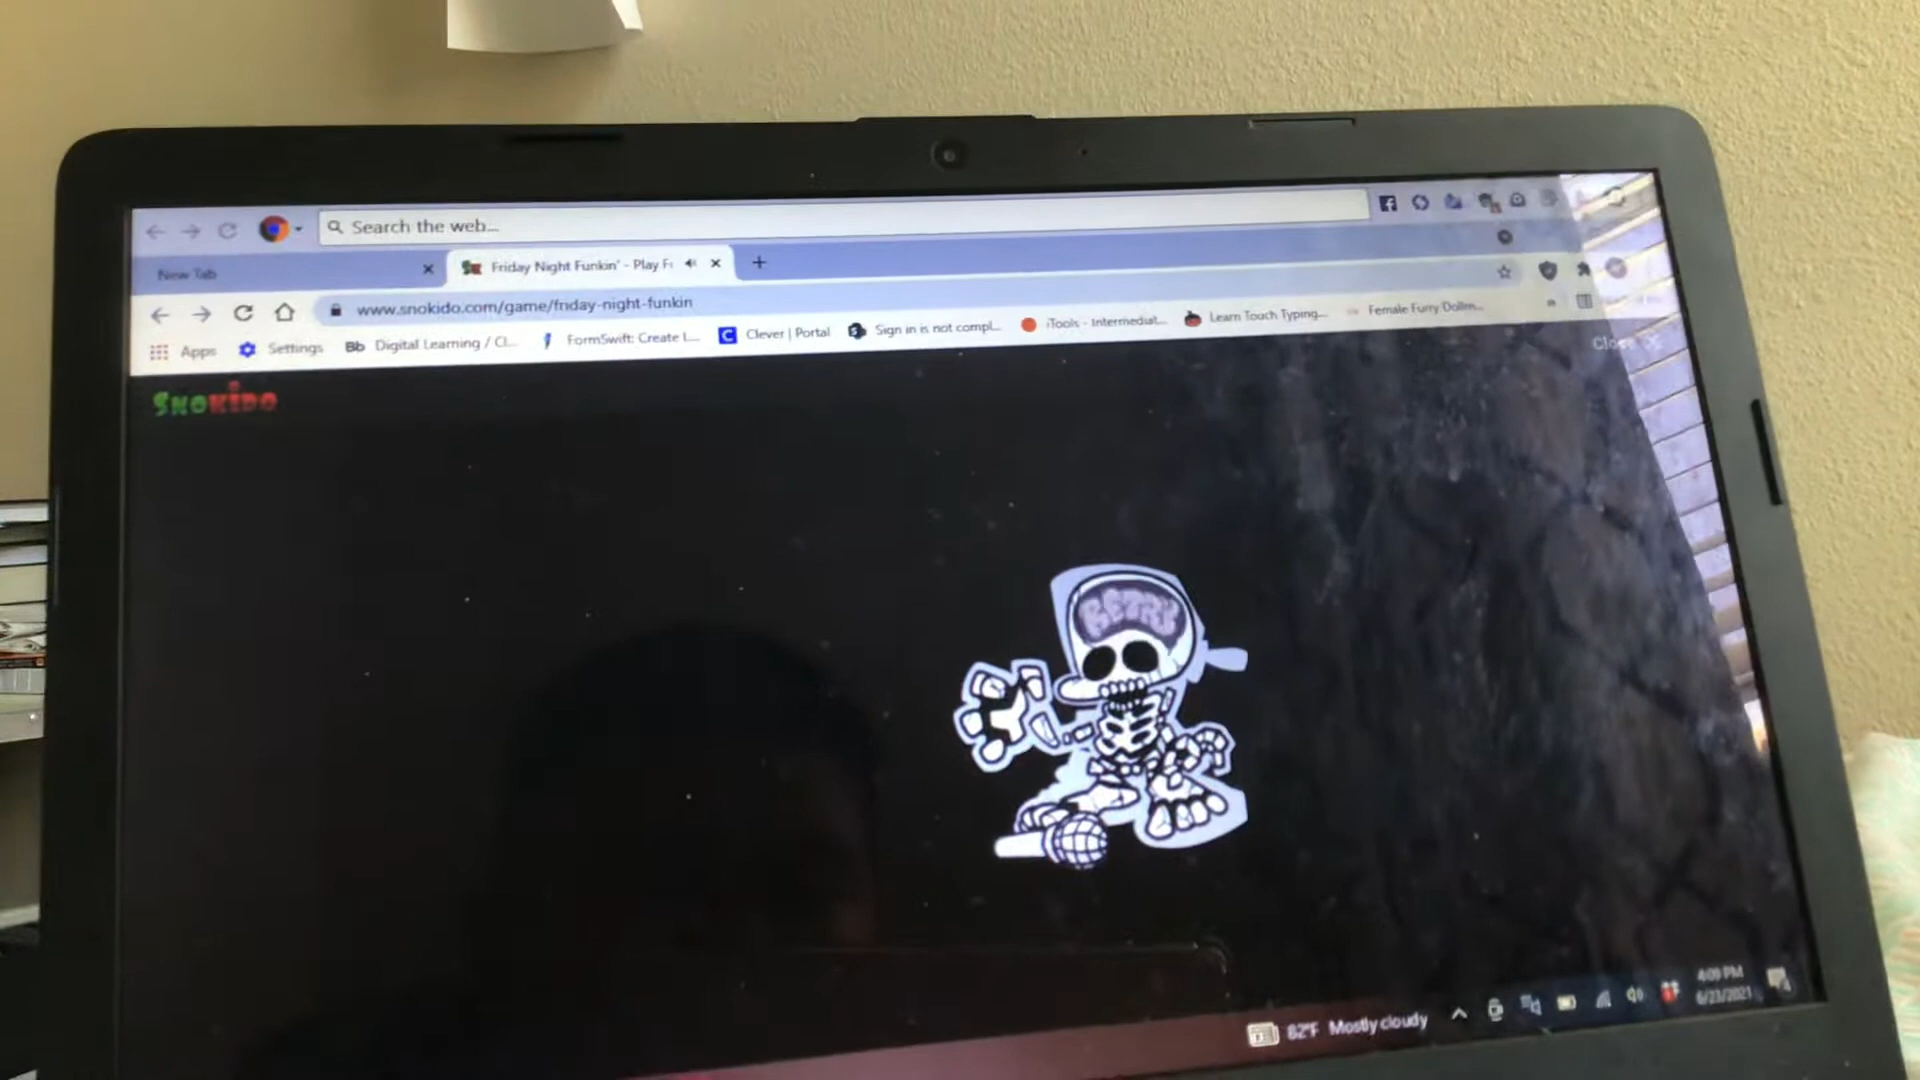 Search the web...
New Tab
Friday Night Funkin' - Play F
www.snokido.com/game/friday-night-funkin
Apps Settings Bb Digital Learning / Cl... FormSwift: Create l... C Clever | Portal Sign in is not compl... iTools - Intermediat... Learn Touch Typing... Female Furry Dollm...
Close X
SNOKIDO
RETRY
82°F Mostly cloudy
4:09 PM
6/23/2021